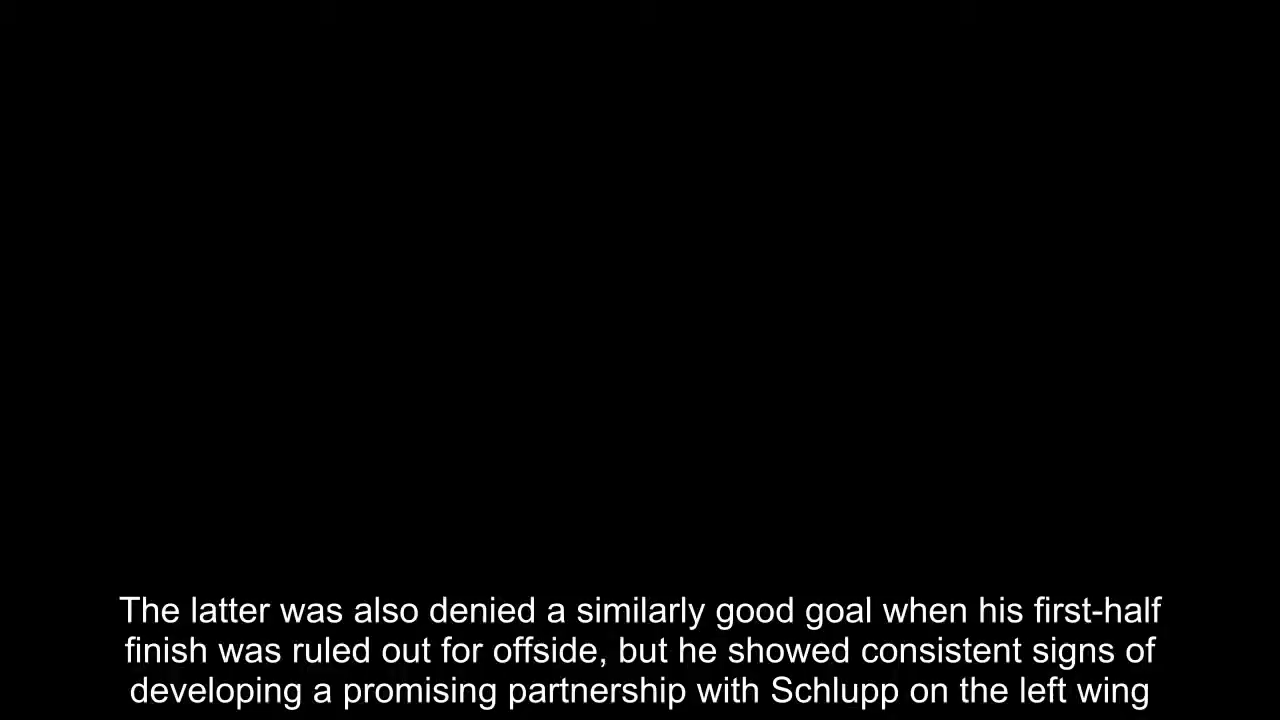 The latter was also denied a similarly good goal when his first-half
finish was ruled out for offside, but he showed consistent signs of
developing a promising partnership with Schlupp on the left wing